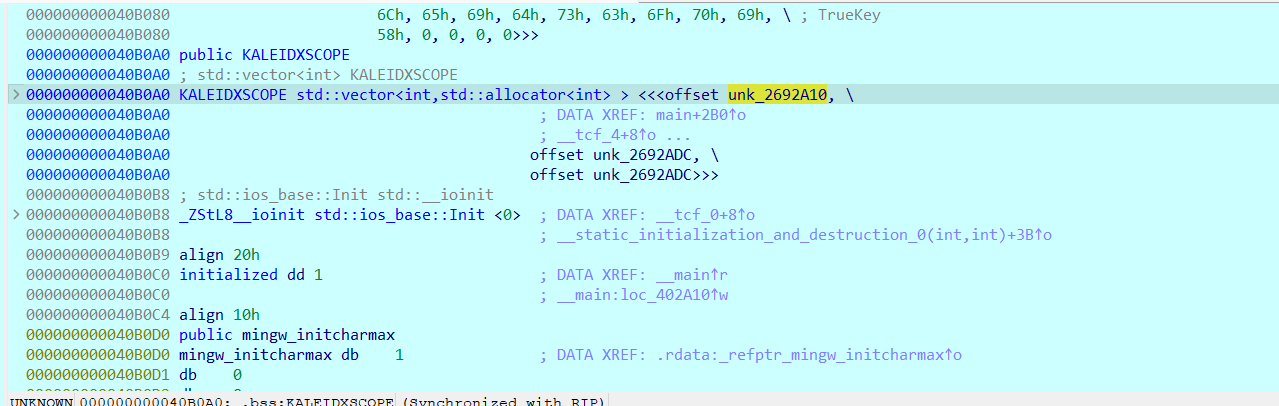 000000000040B080 6Ch, 65h, 69h, 64h, 73h, 63h, 6Fh, 70h, 69h, \ ; TrueKey
000000000040B080 58h, 0, 0, 0, 0>>>
000000000040B0A0 public KALEIDXSCOPE
000000000040B0A0 ; std::vector<int> KALEIDXSCOPE
> 000000000040B0A0 KALEIDXSCOPE std::vector<int,std::allocator<int> > <<<offset unk_2692A10, \
000000000040B0A0 ; DATA XREF: main+2B0↑o
000000000040B0A0 ; __tcf_4+8↑o ...
000000000040B0A0 offset unk_2692ADC, \
000000000040B0A0 offset unk_2692ADC>>>
000000000040B0B8 ; std::ios_base::Init std::__ioinit
> 000000000040B0B8 _ZStL8__ioinit std::ios_base::Init <0> ; DATA XREF: __tcf_0+8↑o
000000000040B0B8 ; __static_initialization_and_destruction_0(int,int)+3B↑o
000000000040B0B9 align 20h
000000000040B0C0 initialized dd 1 ; DATA XREF: __main↑r
000000000040B0C0 ; __main:loc_402A10↑w
000000000040B0C4 align 10h
000000000040B0D0 public mingw_initcharmax
000000000040B0D0 mingw_initcharmax db 1 ; DATA XREF: .rdata:_refptr_mingw_initcharmax↑o
000000000040B0D1 db 0
UNKNOWN 000000000040B0A0: .bss:KALEIDXSCOPE (Synchronized with RIP)